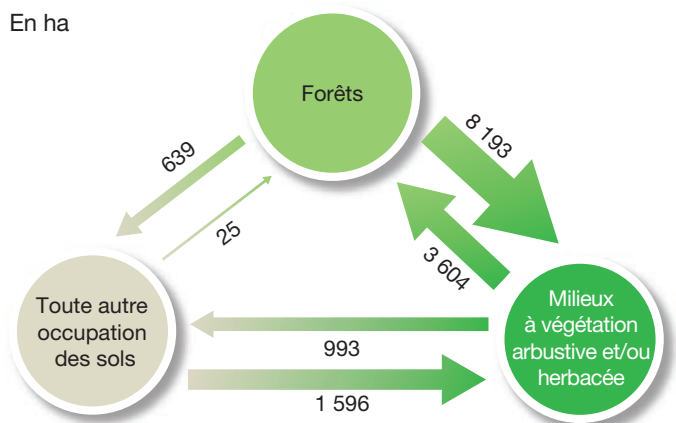 En ha
Forêts
639
8 193
25
3 604
Toute autre
occupation
des sols
Milieux
à végétation
arbustive et/ou
herbacée
993
1 596